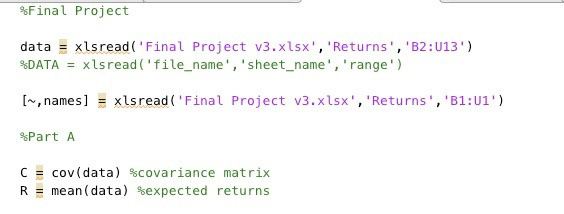 %Final Project
data = xlsread('Final Project v3.xlsx','Returns','B2:U13')
%DATA = xlsread('file_name','sheet_name','range')
[~,names] = xlsread('Final Project v3.xlsx','Returns','B1:U1')
%Part A
C = cov(data) %covariance matrix
R = mean(data) %expected returns